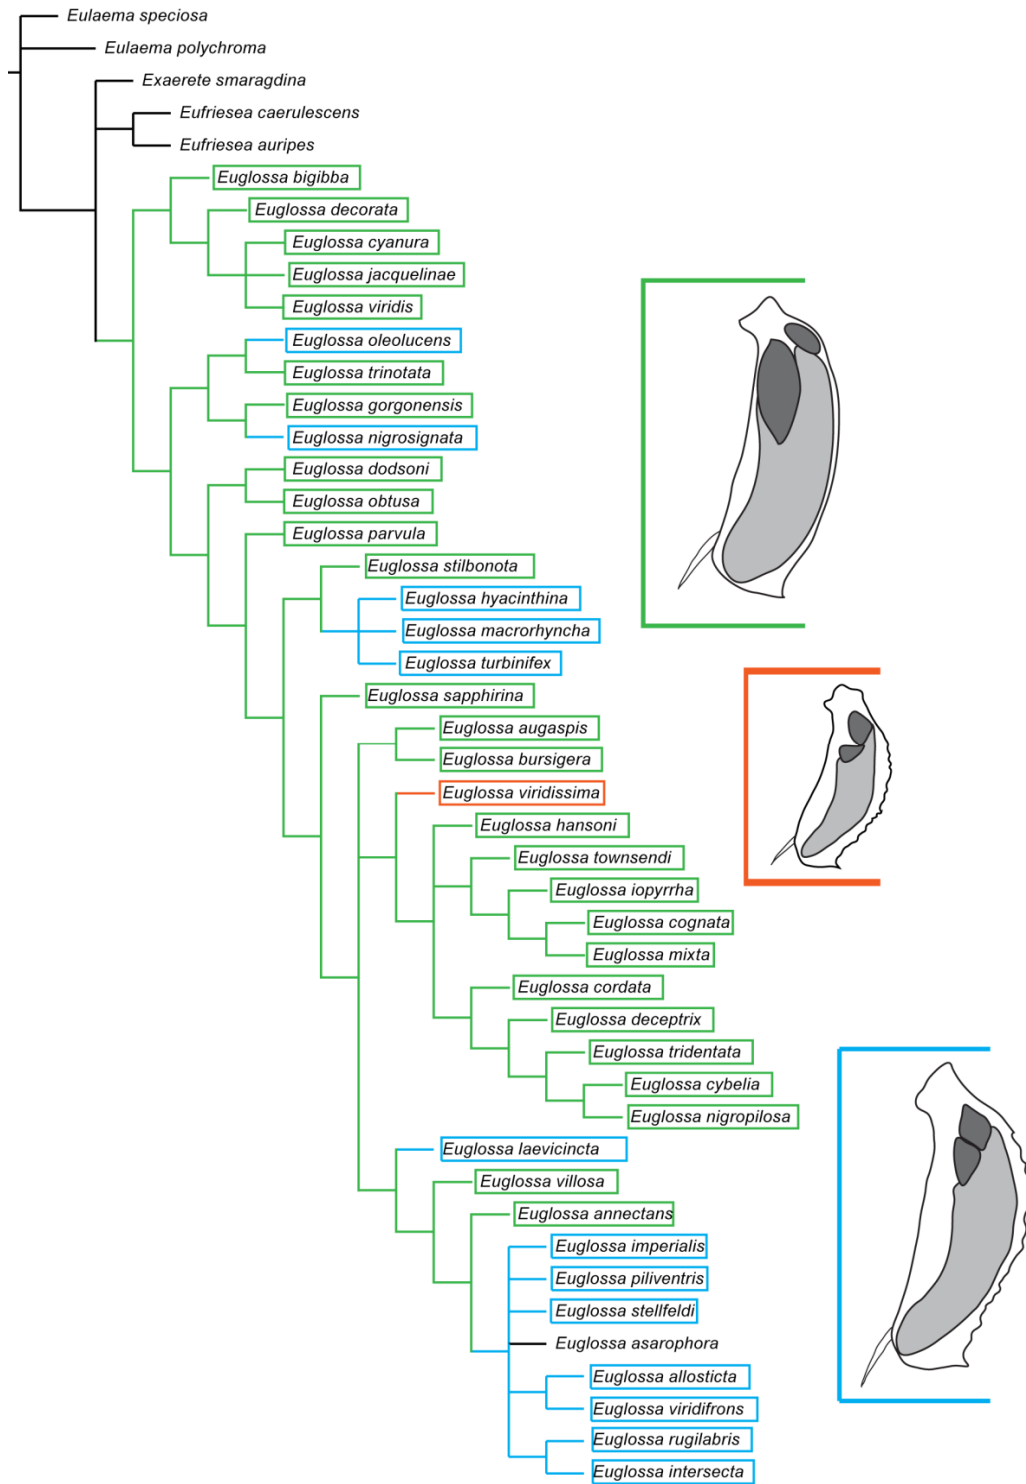 Eulaema speciosa
Eulaema polychroma
Exaerete smaragdina
Eufriesea caerulescens
Eufriesea auripes
Euglossa bigibba
Euglossa decorata
Euglossa cyanura
Euglossa jacquelinae
Euglossa viridis
Euglossa oleolucens
Euglossa trinotata
Euglossa gorgonensis
Euglossa nigrosignata
Euglossa dodsoni
Euglossa obtusa
Euglossa parvula
Euglossa stilbonota
Euglossa hyacinthina
Euglossa macrorhyncha
Euglossa turbinifex
Euglossa sapphirina
Euglossa augaspis
Euglossa bursigera
Euglossa viridissima
Euglossa hansoni
Euglossa townsendi
Euglossa iopyrrha
Euglossa cognata
Euglossa mixta
Euglossa cordata
Euglossa deceptrix
Euglossa tridentata
Euglossa cybelia
Euglossa nigropilosa
Euglossa laevicincta
Euglossa villosa
Euglossa annectans
Euglossa imperialis
Euglossa piliventris
Euglossa stellfeldi
Euglossa asarophora
Euglossa allosticta
Euglossa viridifrons
Euglossa rugilabris
Euglossa intersecta